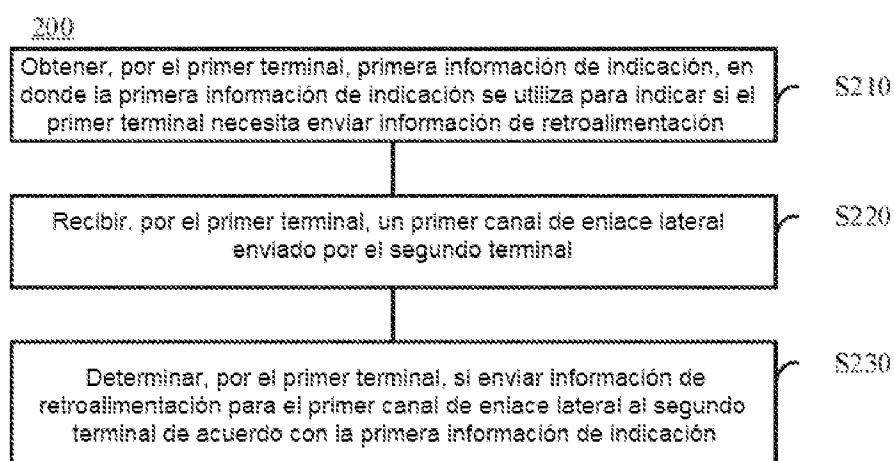 200
Obtener, por el primer terminal, primera información de indicación, en
donde la primera información de indicación se utiliza para indicar si el
primer terminal necesita enviar información de retroalimentación
S210
Recibir, por el primer terminal, un primer canal de enlace lateral
enviado por el segundo terminal
S220
Determinar, por el primer terminal, si enviar información de
retroalimentación para el primer canal de enlace lateral al segundo
terminal de acuerdo con la primera información de indicación
S230